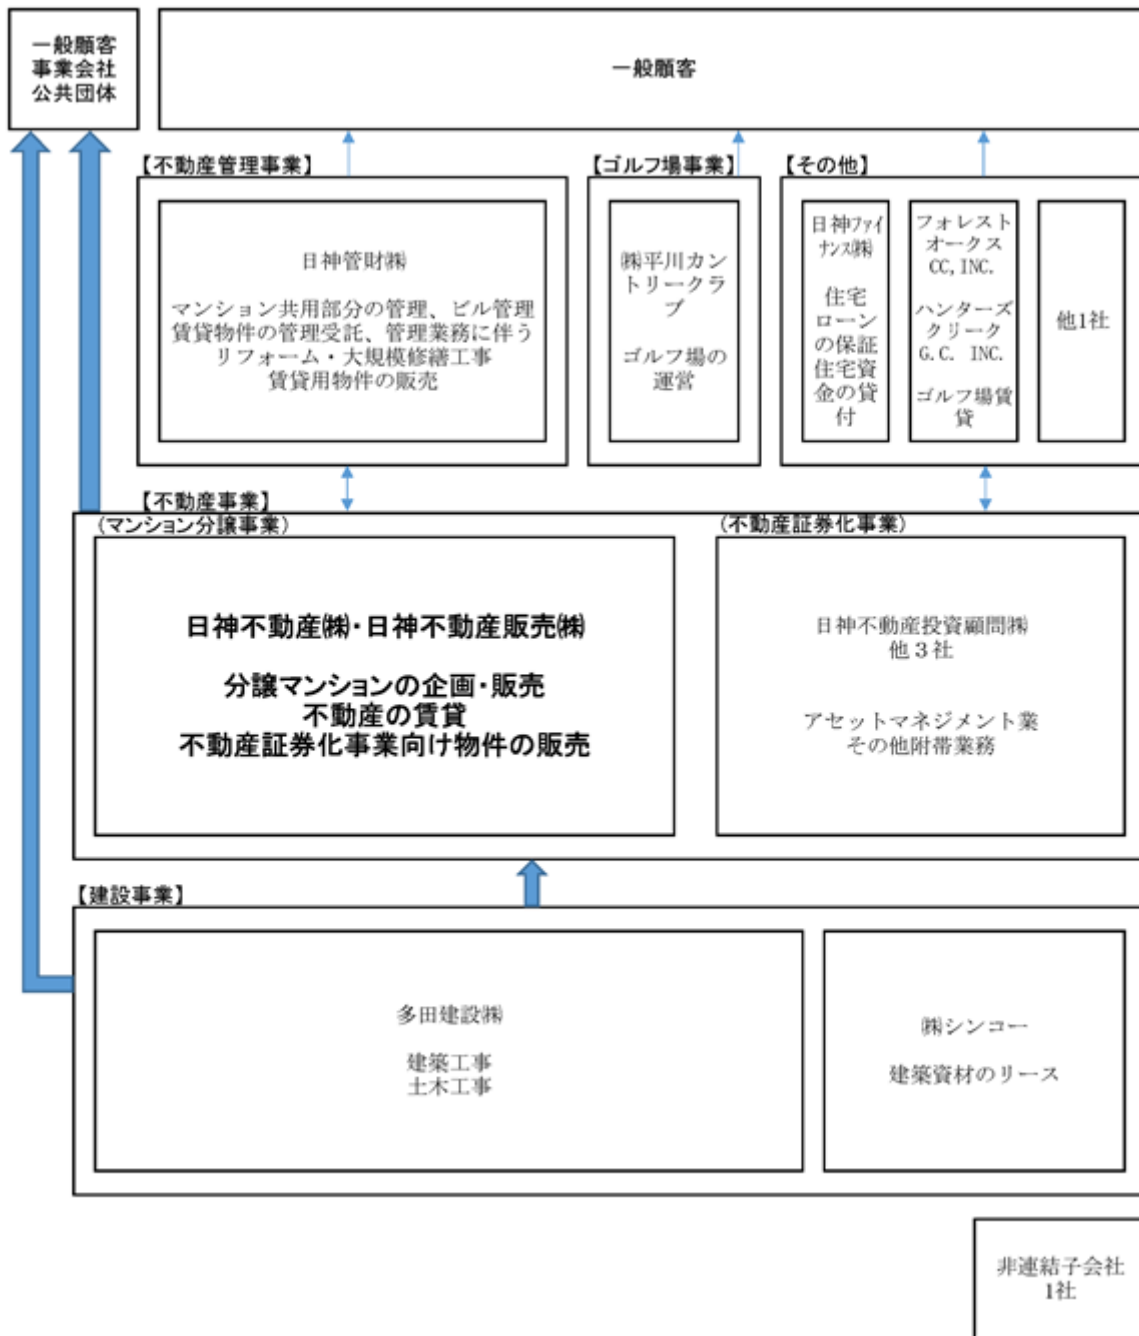 一般顧客
事業会社
公共団体
一般顧客
【不動産管理事業】
日神管財㈱
マンション共用部分の管理、ビル管理
賃貸物件の管理受託、管理業務に伴う
リフォーム・大規模修繕工事
賃貸用物件の販売
【ゴルフ場事業】
㈱平川カン
トリークラ
ブ
ゴルフ場の
運営
【その他】
日神ファイ
ナンス㈱
住宅
ローン
の保証
住宅資
金の貸
付
フォレスト
オークス
CC, INC.
ハンターズ
クリーク
G.C. INC.
ゴルフ場賃
貸
他1社
【不動産事業】
(マンション分譲事業)
日神不動産㈱・日神不動産販売㈱
分譲マンションの企画・販売
不動産の賃貸
不動産証券化事業向け物件の販売
(不動産証券化事業)
日神不動産投資顧問㈱
他３社
アセットマネジメント業
その他附帯業務
【建設事業】
多田建設㈱
建築工事
土木工事
㈱シンコー
建築資材のリース
非連結子会社
1社